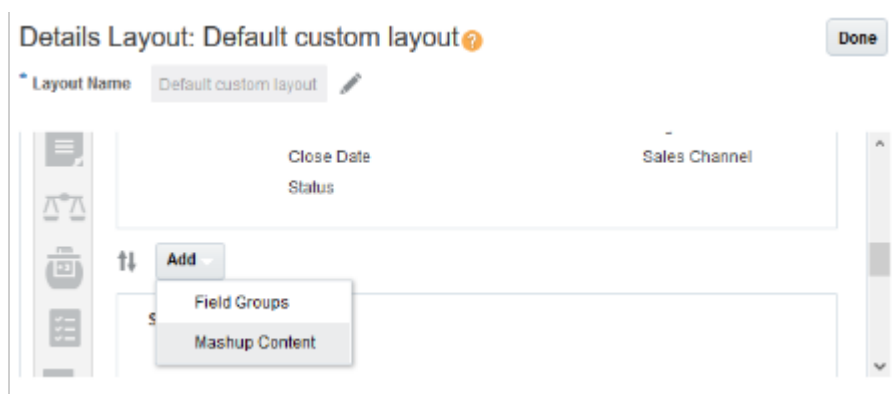 Details Layout: Default custom layout
Done
* Layout Name Default custom layout
Close Date Sales Channel
Status
Add
Field Groups
Mashup Content